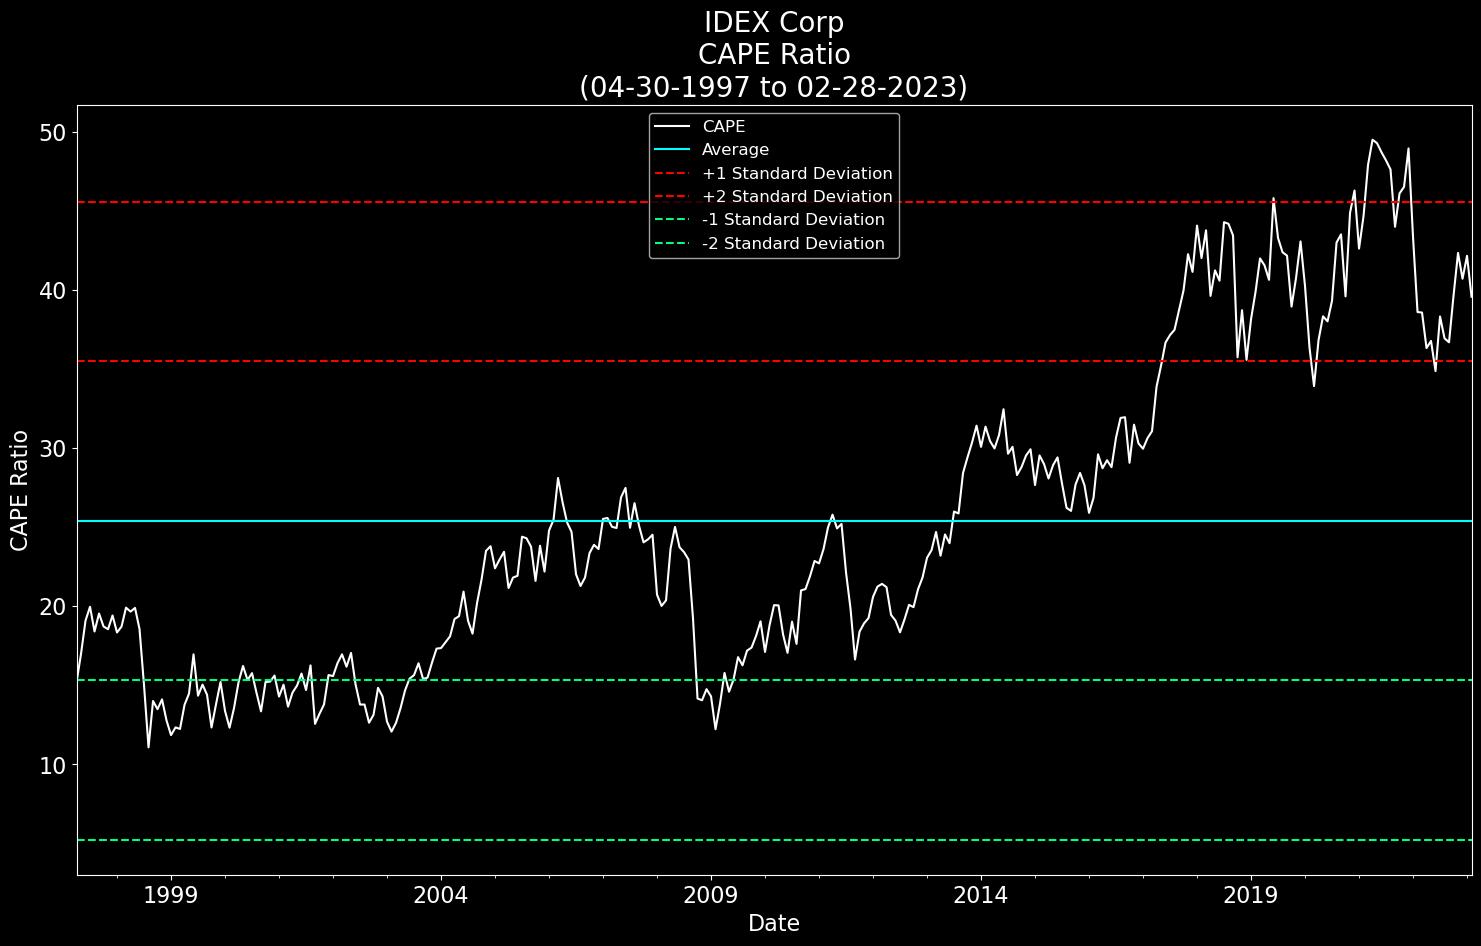 IDEX Corp
CAPE Ratio
(04-30-1997 to 02-28-2023)
CAPE
Average
+1 Standard Deviation
+2 Standard Deviation
-1 Standard Deviation
-2 Standard Deviation
50
40
30
20
10
CAPE Ratio
1999 2004 2009 2014 2019
Date